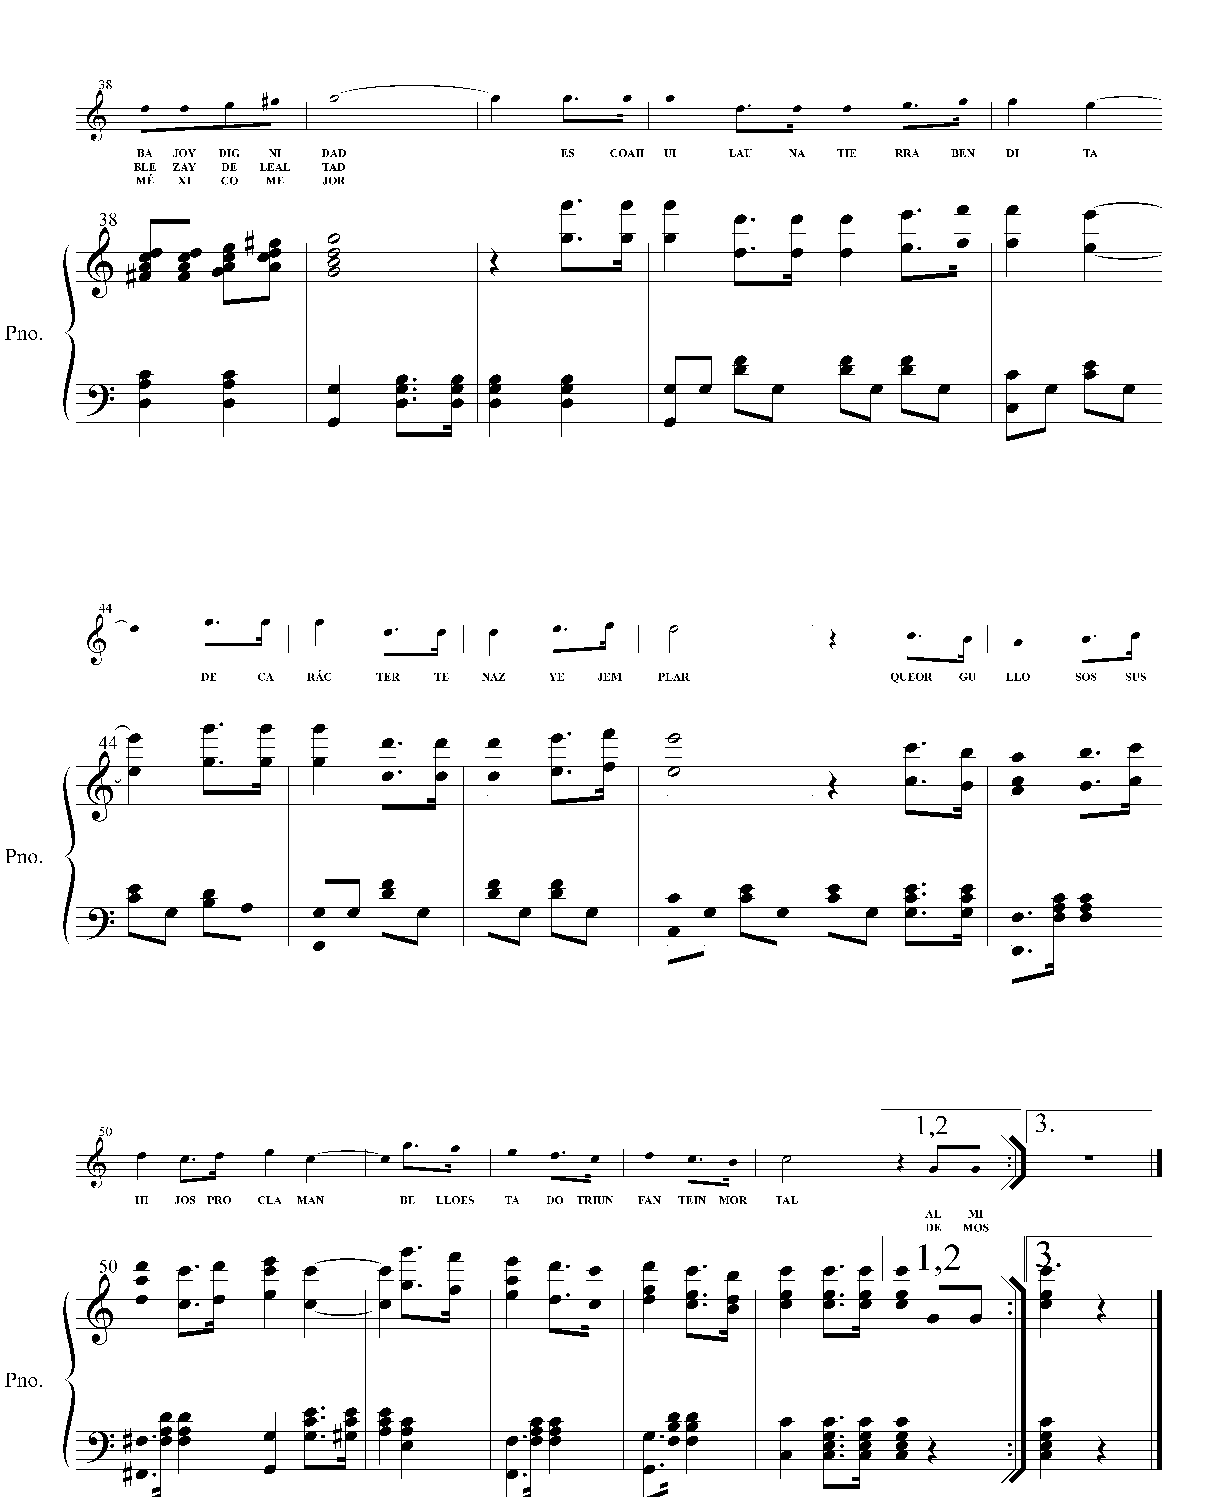 38
BA JOY DIG NI DAD ES COAH UI LAU NA TIE RRA BEN DI TA
BLE ZAY DE LEAL TAD
MÉ XI CO ME JOR
38
Pno.
44
DE CA RÁC TER TE NAZ YE JEM PLAR QUEOR GU LLO SOS SUS
44
Pno.
50
1,2 3.
HI JOS PRO CLA MAN BE LLOES TA DO TRIUN FAN TEIN MOR TAL
AL MI
DE MOS
50
1,2 3.
Pno.